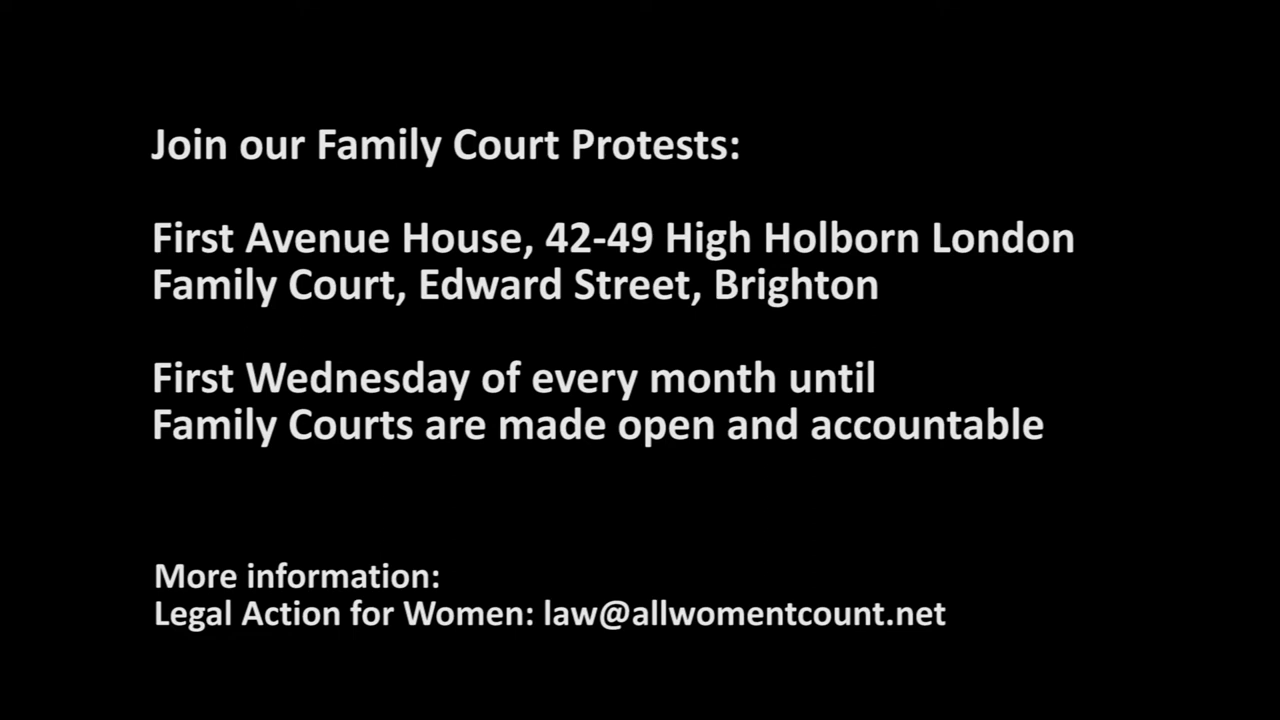 Join our Family Court Protests:
First Avenue House, 42-49 High Holborn London
Family Court, Edward Street, Brighton
First Wednesday of every month until
Family Courts are made open and accountable
More information:
Legal Action for Women: law@allwomentcount.net